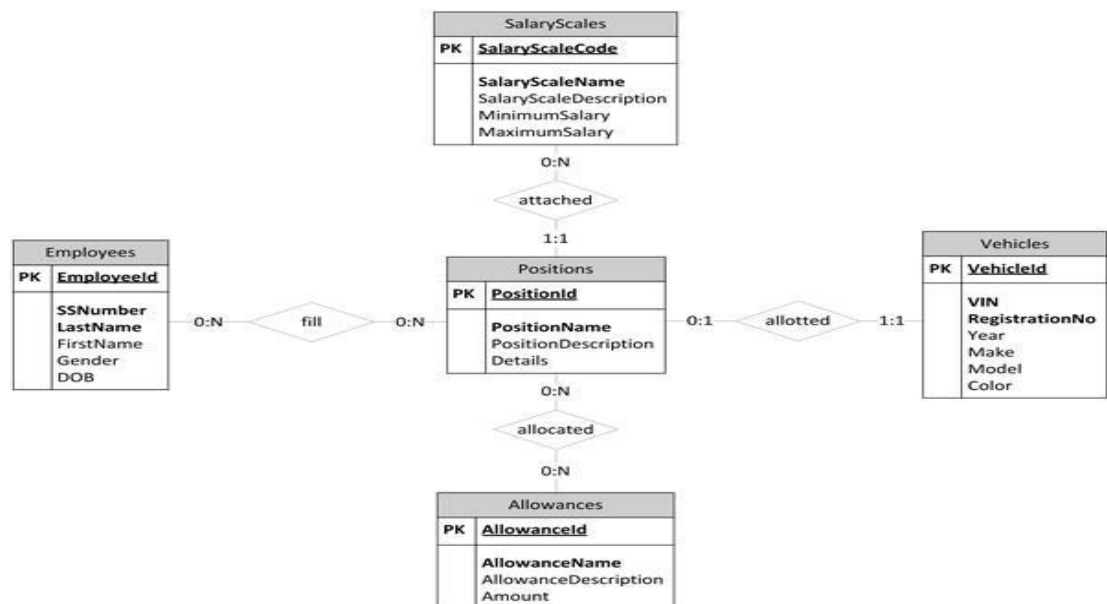 SalaryScales
PK SalaryScaleCode
SalaryScaleName
SalaryScaleDescription
MinimumSalary
MaximumSalary
0:N
attached
1:1
Employees
PK EmployeeId
SSNumber
LastName
FirstName
Gender
DOB
0:N
fill
0:N
Positions
PK PositionId
PositionName
PositionDescription
Details
0:1
allotted
1:1
Vehicles
PK VehicleId
VIN
RegistrationNo
Year
Make
Model
Color
0:N
allocated
0:N
Allowances
PK AllowanceId
AllowanceName
AllowanceDescription
Amount